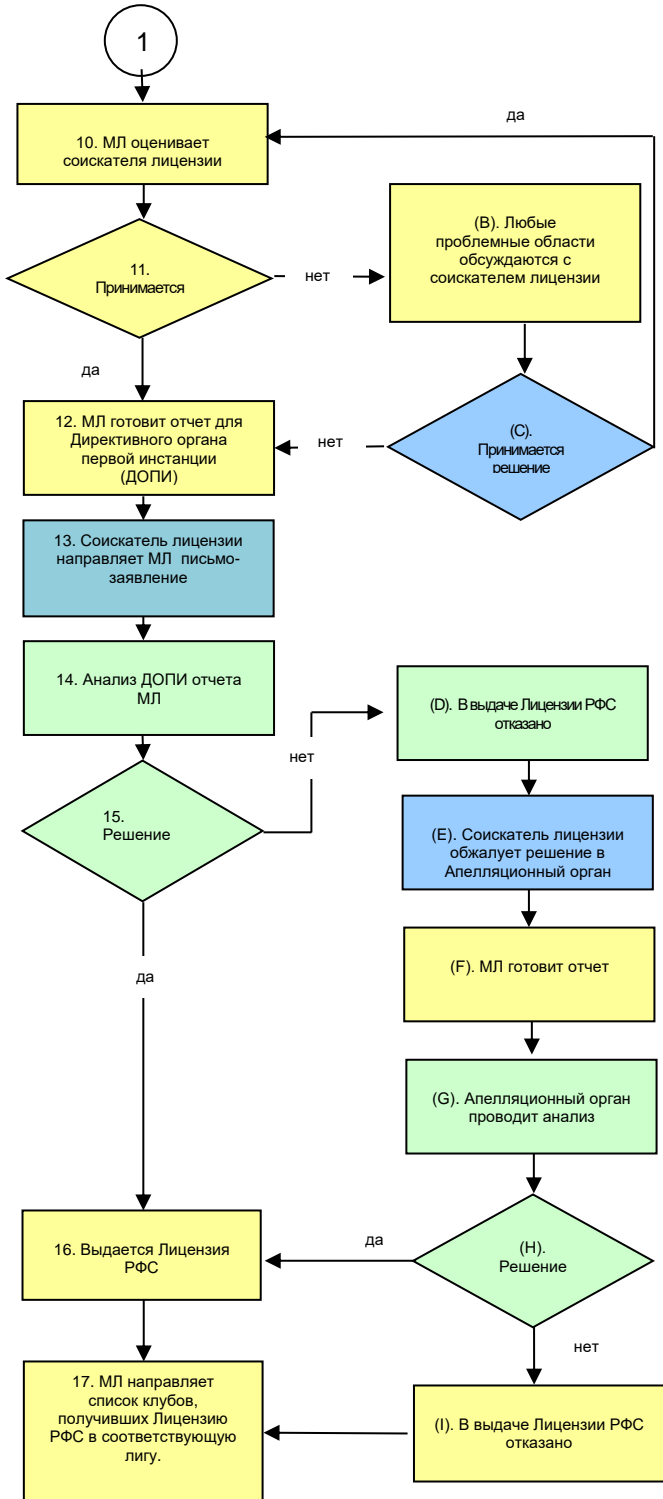 1
10. МЛ оценивает
соискателя лицензии
да
(B). Любые
проблемные области
обсуждаются с
соискателем лицензии
11.
Принимается
нет
да
12. МЛ готовит отчет для
Директивного органа
первой инстанции
(ДОПИ)
нет
(C).
Принимается
решение
13. Соискатель лицензии
направляет МЛ письмо-
заявление
14. Анализ ДОПИ отчета
МЛ
(D). В выдаче Лицензии РФС
отказано
нет
15.
Решение
(E). Соискатель лицензии
обжалует решение в
Апелляционный орган
(F). МЛ готовит отчет
да
(G). Апелляционный орган
проводит анализ
16. Выдается Лицензия
РФС
да
(H).
Решение
нет
17. МЛ направляет
список клубов,
получивших Лицензию
РФС в соответствующую
лигу.
(I). В выдаче Лицензии РФС
отказано